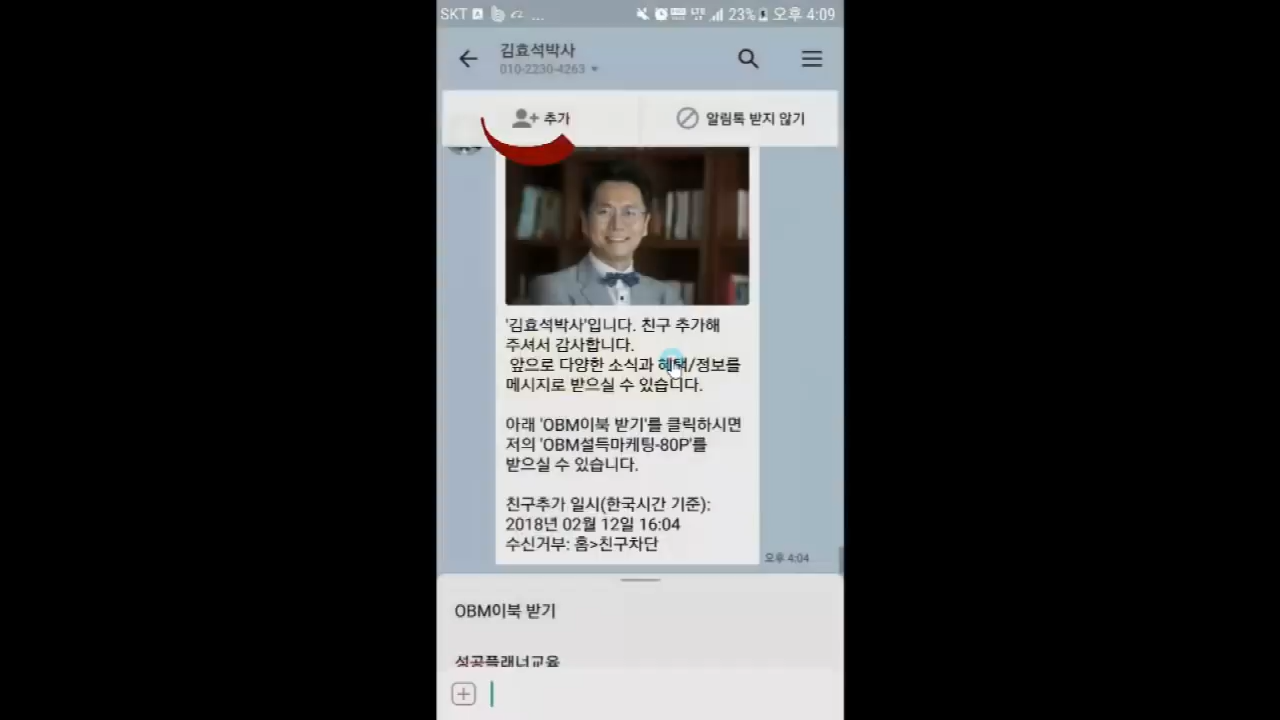 SKT
23% 오후 4:09
김효석박사
010-2230-4263
추가
알림톡 받지 않기
'김효석박사'입니다. 친구 추가해
주셔서 감사합니다.
앞으로 다양한 소식과 혜택/정보를
메시지로 받으실 수 있습니다.
아래 'OBM이북 받기'를 클릭하시면
저의 'OBM설득마케팅-80P'를
받으실 수 있습니다.
친구추가 일시(한국시간 기준):
2018년 02월 12일 16:04
수신거부: 홈>친구차단
오후 4:04
OBM이북 받기
성공플래너교육